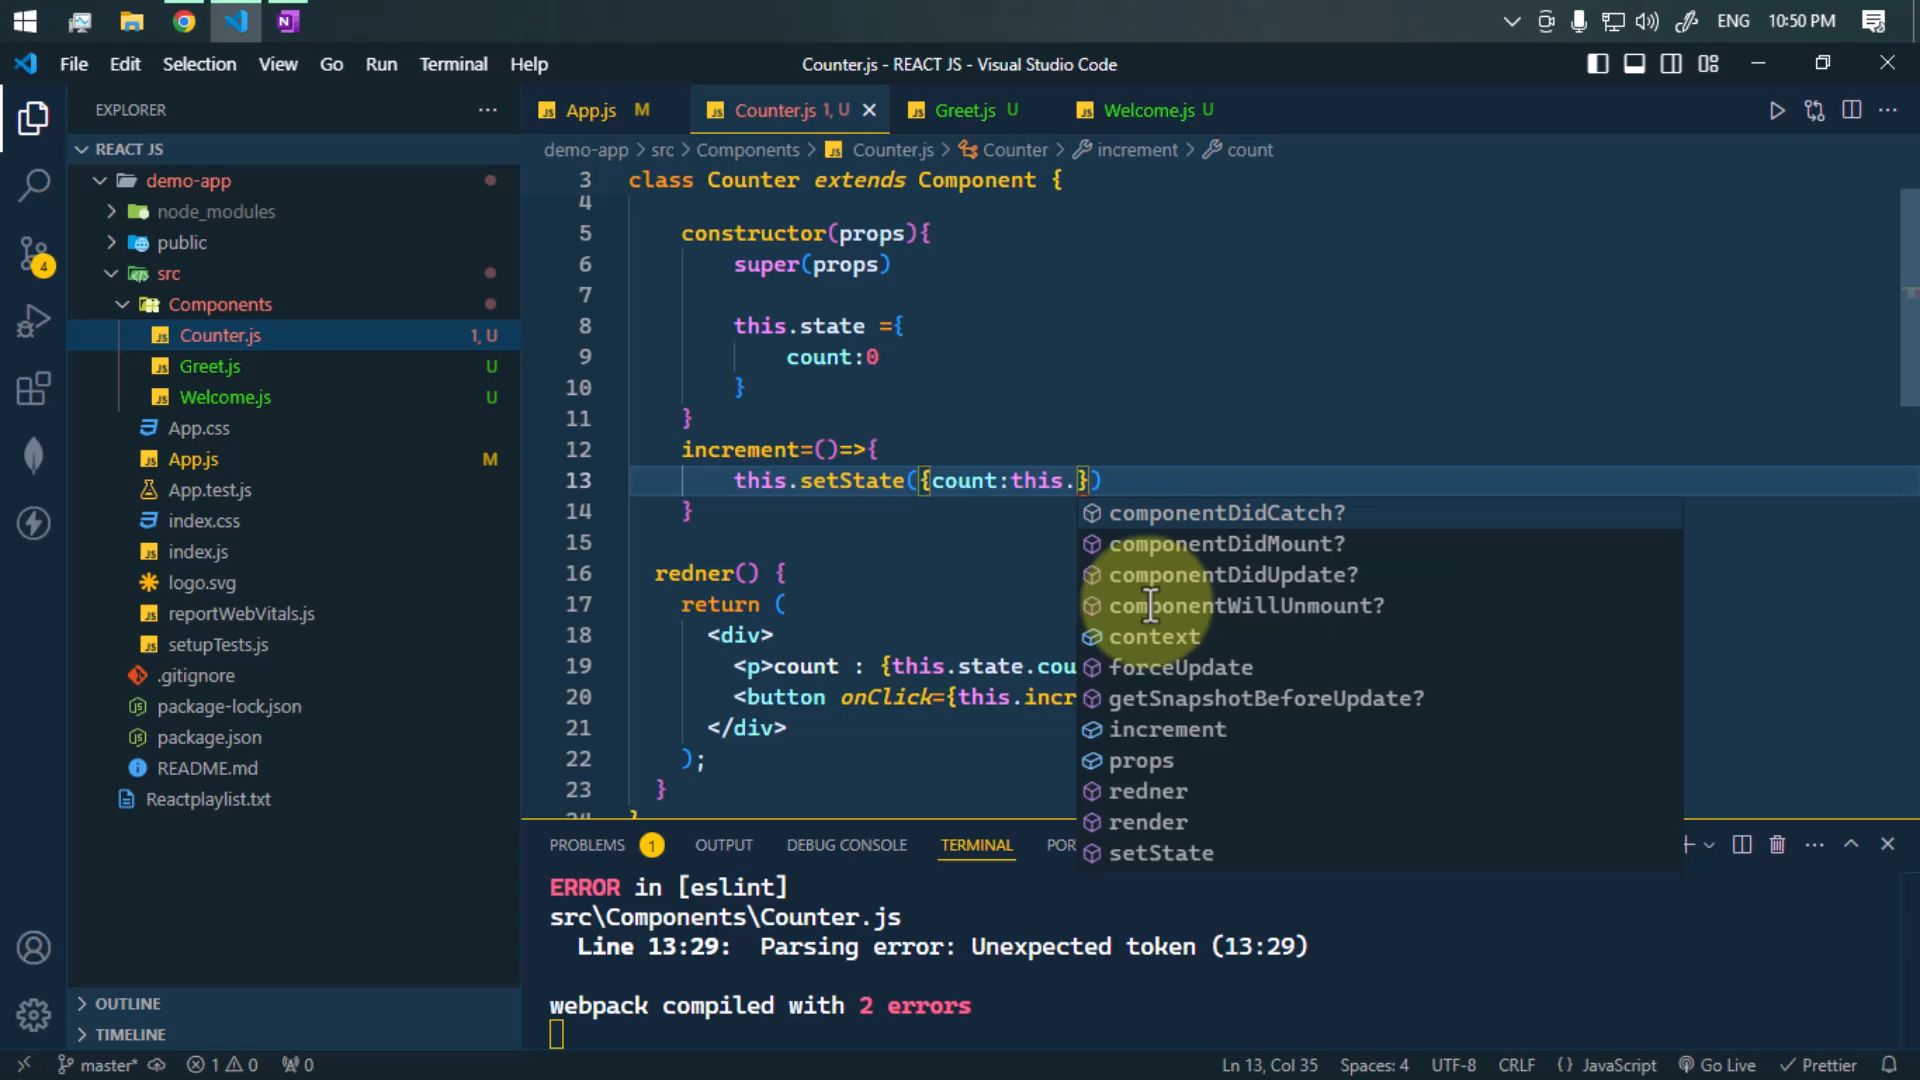 ENG 10:50 PM
File Edit Selection View Go Run Terminal Help
Counter.js - REACT JS - Visual Studio Code
EXPLORER
REACT JS
demo-app
node_modules
public
src
Components
Counter.js 1, U
Greet.js U
Welcome.js U
App.css
App.js M
App.test.js
index.css
index.js
logo.svg
reportWebVitals.js
setupTests.js
.gitignore
package-lock.json
package.json
README.md
Reactplaylist.txt
OUTLINE
TIMELINE
4
App.js M Counter.js 1, U Greet.js U Welcome.js U
demo-app > src > Components > Counter.js > Counter > increment > count
3 class Counter extends Component {
4
5 constructor(props){
6 super(props)
7
8 this.state ={
9 count:0
10 }
11 }
12 increment=()=>{
13 this.setState({count:this.})
14 }
15
16 redner() {
17 return (
18 <div>
19 <p>count : {this.state.cou
20 <button onClick={this.incr
21 </div>
22 );
23 }
componentDidCatch?
componentDidMount?
componentDidUpdate?
componentWillUnmount?
context
forceUpdate
getSnapshotBeforeUpdate?
increment
props
redner
render
setState
PROBLEMS 1 OUTPUT DEBUG CONSOLE TERMINAL POR
ERROR in [eslint]
src\Components\Counter.js
Line 13:29: Parsing error: Unexpected token (13:29)
webpack compiled with 2 errors
master* 1 0 0 Ln 13, Col 35 Spaces: 4 UTF-8 CRLF {} JavaScript Go Live Prettier